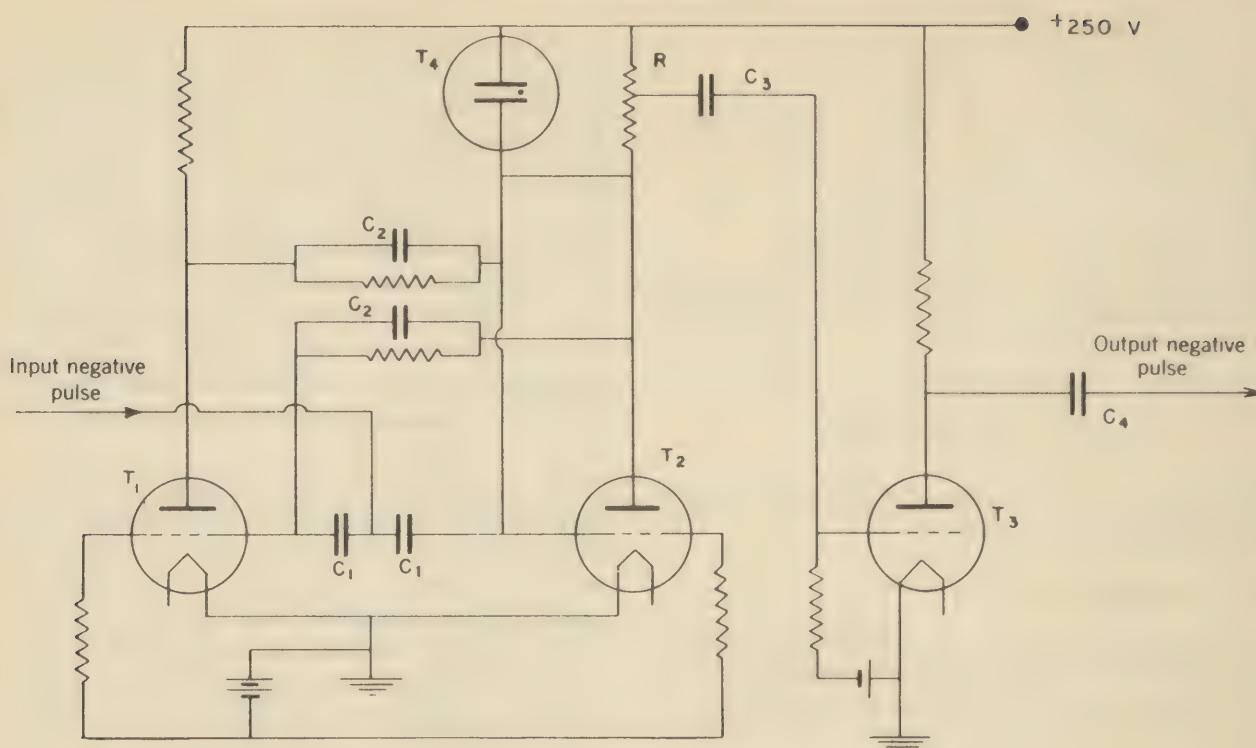 +250 V
T4
R
C3
C2
C2
Input negative
pulse
Output negative
pulse
C4
T1
T2
T3
C1
C1